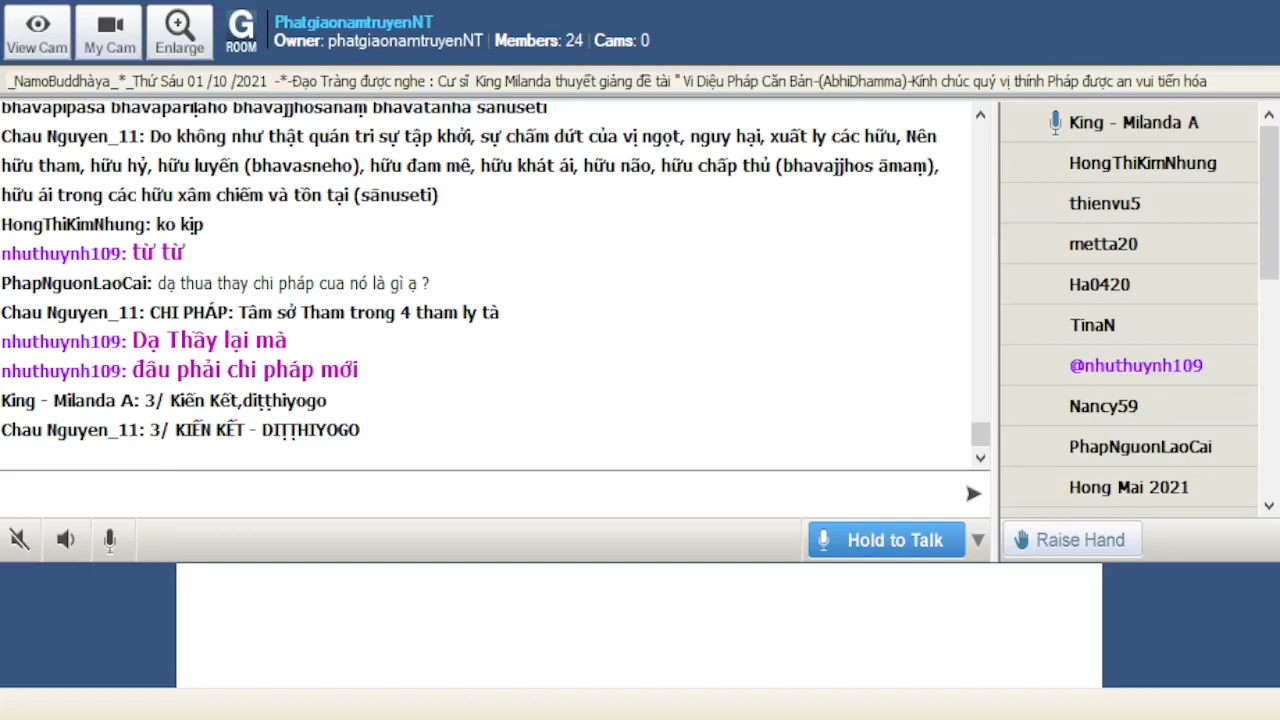 PhatgiaonamtruyenNT
Owner: phatgiaonamtruyenNT | Members: 24 | Cams: 0
View Cam
My Cam
Enlarge
G
ROOM
_NamoBuddhàya_*_Thứ Sáu 01 /10 /2021 -*-Đạo Tràng được nghe : Cư sĩ King Milanda thuyết giảng đề tài " Vi Diệu Pháp Căn Bản-(AbhiDhamma)-Kính chúc quý vị thính Pháp được an vui tiến hóa
bhavapipāsā bhavapariḷāho bhavajjhosānaṃ bhavataṇhā sānuseti
Chau Nguyen_11: Do không như thật quán tri sự tập khởi, sự chấm dứt của vị ngọt, nguy hại, xuất ly các hữu, Nên
hữu tham, hữu hỷ, hữu luyến (bhavasneho), hữu đam mê, hữu khát ái, hữu não, hữu chấp thủ (bhavajjhos āmaṃ),
hữu ái trong các hữu xâm chiếm và tồn tại (sānuseti)
HongThiKimNhung: ko kịp
nhuthuynh109: từ từ
PhapNguonLaoCai: dạ thua thay chi pháp cua nó là gì ạ ?
Chau Nguyen_11: CHI PHÁP: Tâm sở Tham trong 4 tham ly tà
nhuthuynh109: Dạ Thầy lại mà
nhuthuynh109: đâu phải chi pháp mới
King - Milanda A: 3/ Kiến Kết,diṭṭhiyogo
Chau Nguyen_11: 3/ KIẾN KẾT - DIṬṬHIYOGO
King - Milanda A
HongThiKimNhung
thienvu5
metta20
Ha0420
TinaN
@nhuthuynh109
Nancy59
PhapNguonLaoCai
Hong Mai 2021
Hold to Talk
Raise Hand